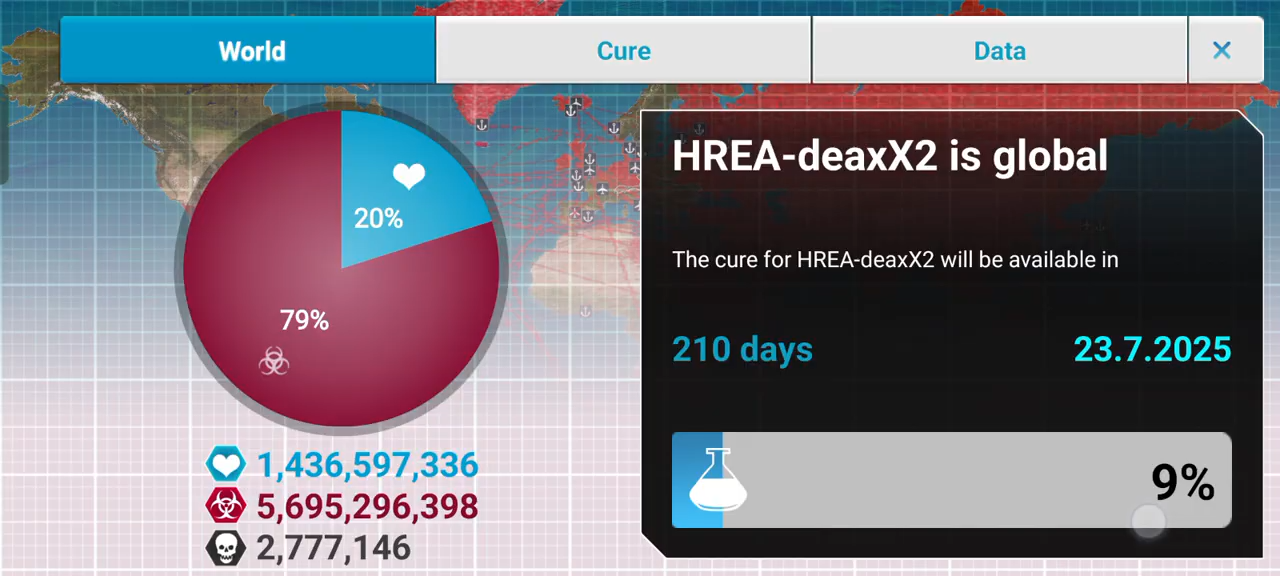 World
Cure
Data
HREA-deaxX2 is global
The cure for HREA-deaxX2 will be available in
210 days
23.7.2025
9%
20%
79%
1,436,597,336
5,695,296,398
2,777,146